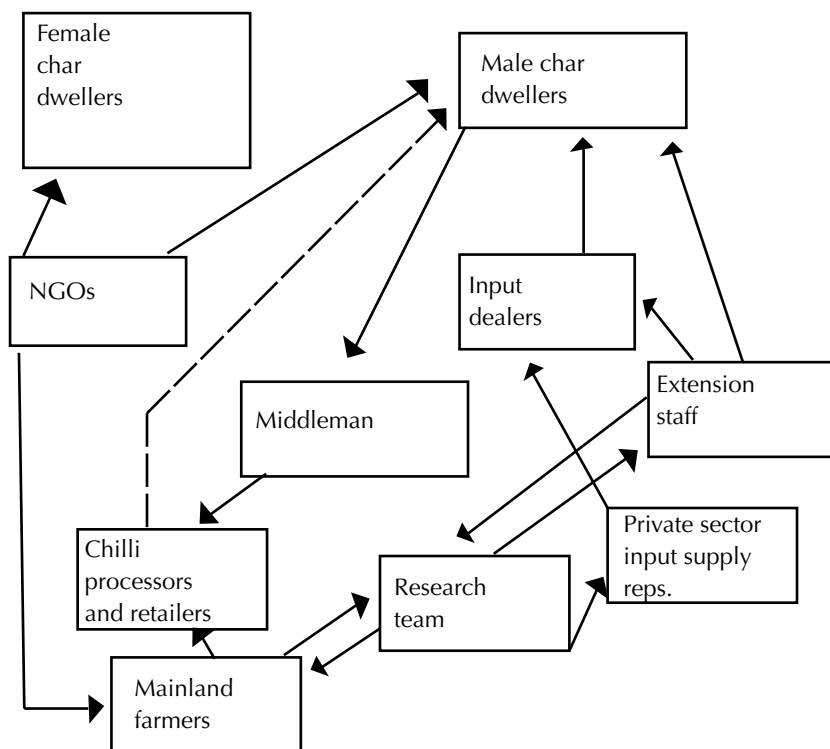 Female
char
dwellers
Male char
dwellers
NGOs
Input
dealers
Extension
staff
Middleman
Chilli
processors
and retailers
Research
team
Private sector
input supply
reps.
Mainland
farmers